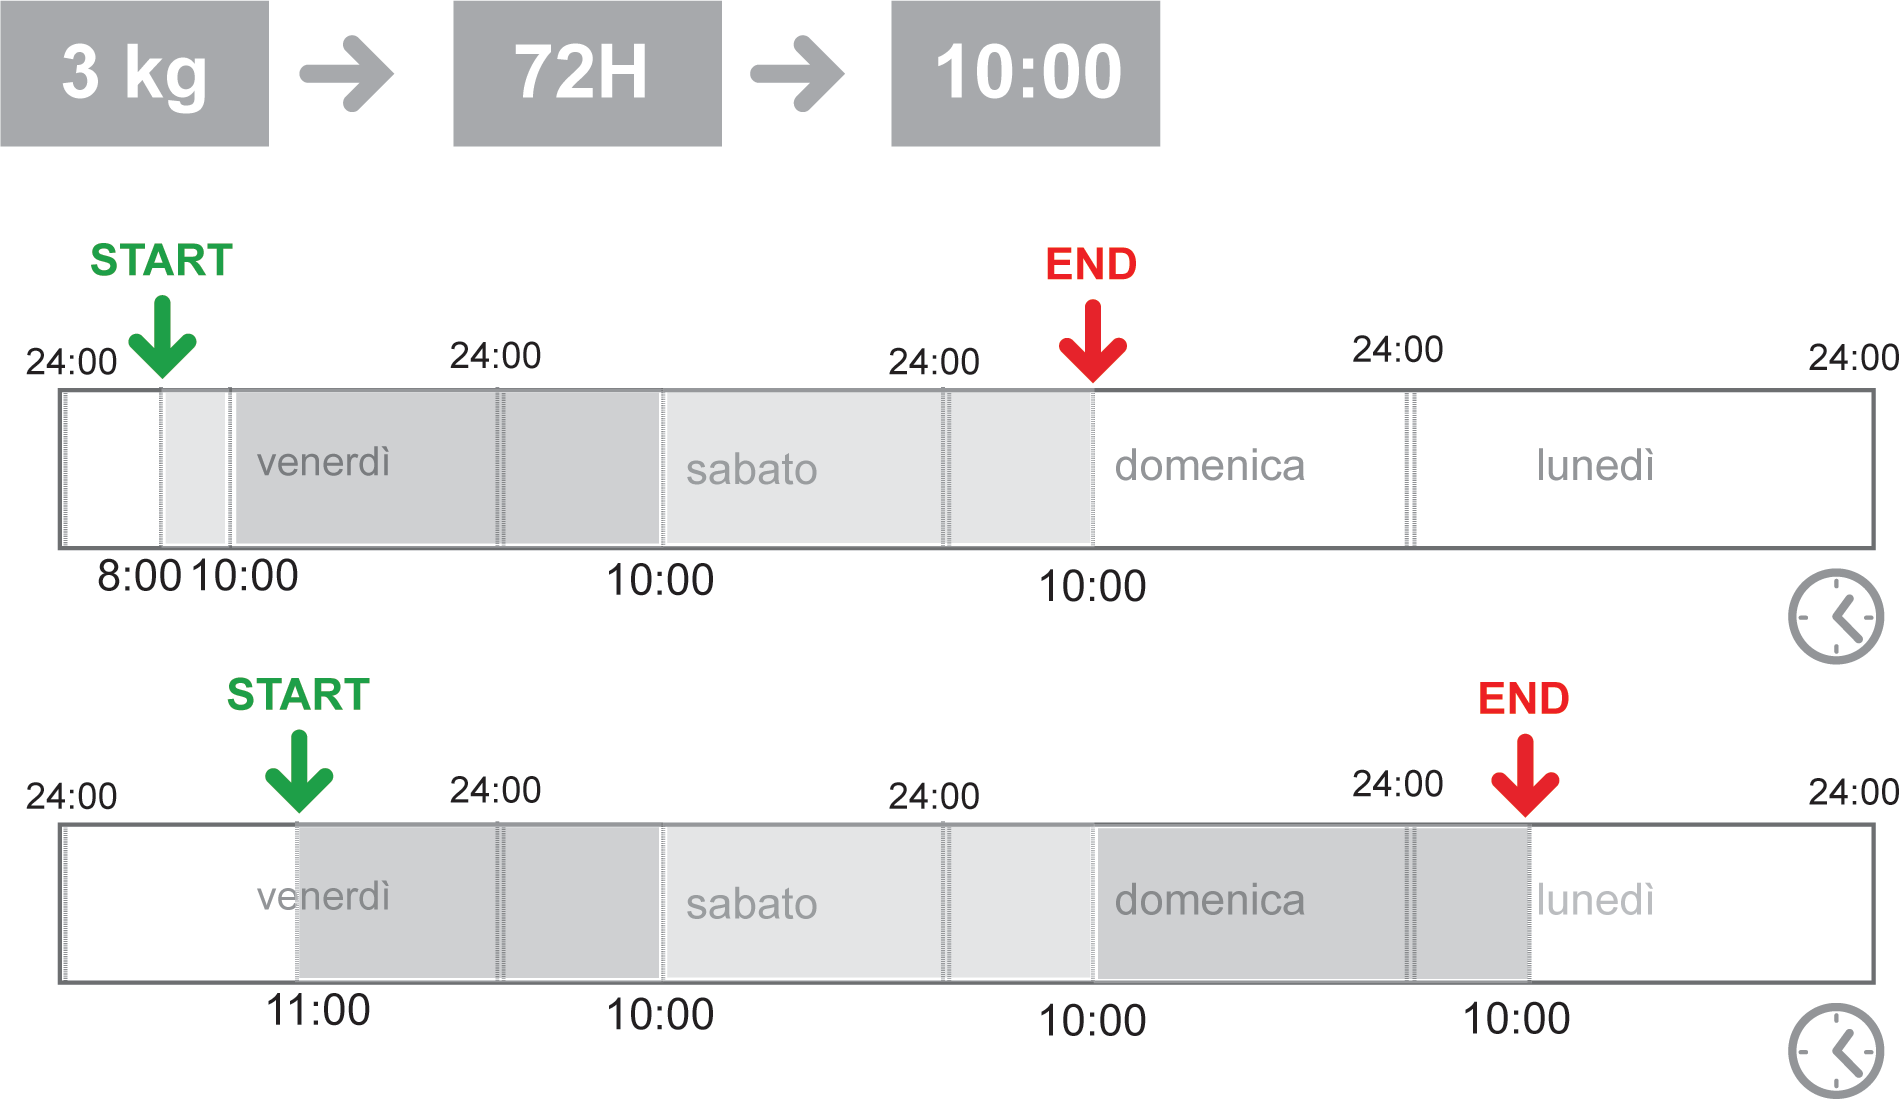 3 kg 72H 10:00
START END
24:00 24:00 24:00 24:00 24:00
venerdì sabato domenica lunedì
8:00 10:00 10:00 10:00
START END
24:00 24:00 24:00 24:00 24:00
venerdì sabato domenica lunedì
11:00 10:00 10:00 10:00